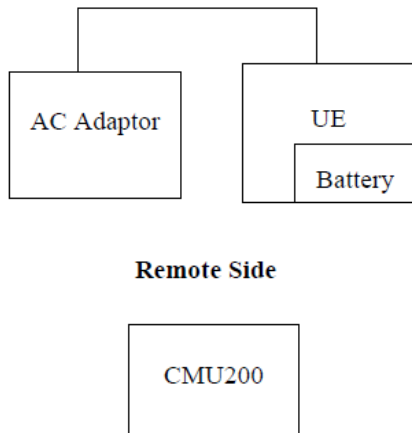 AC Adaptor
UE
Battery
Remote Side
CMU200